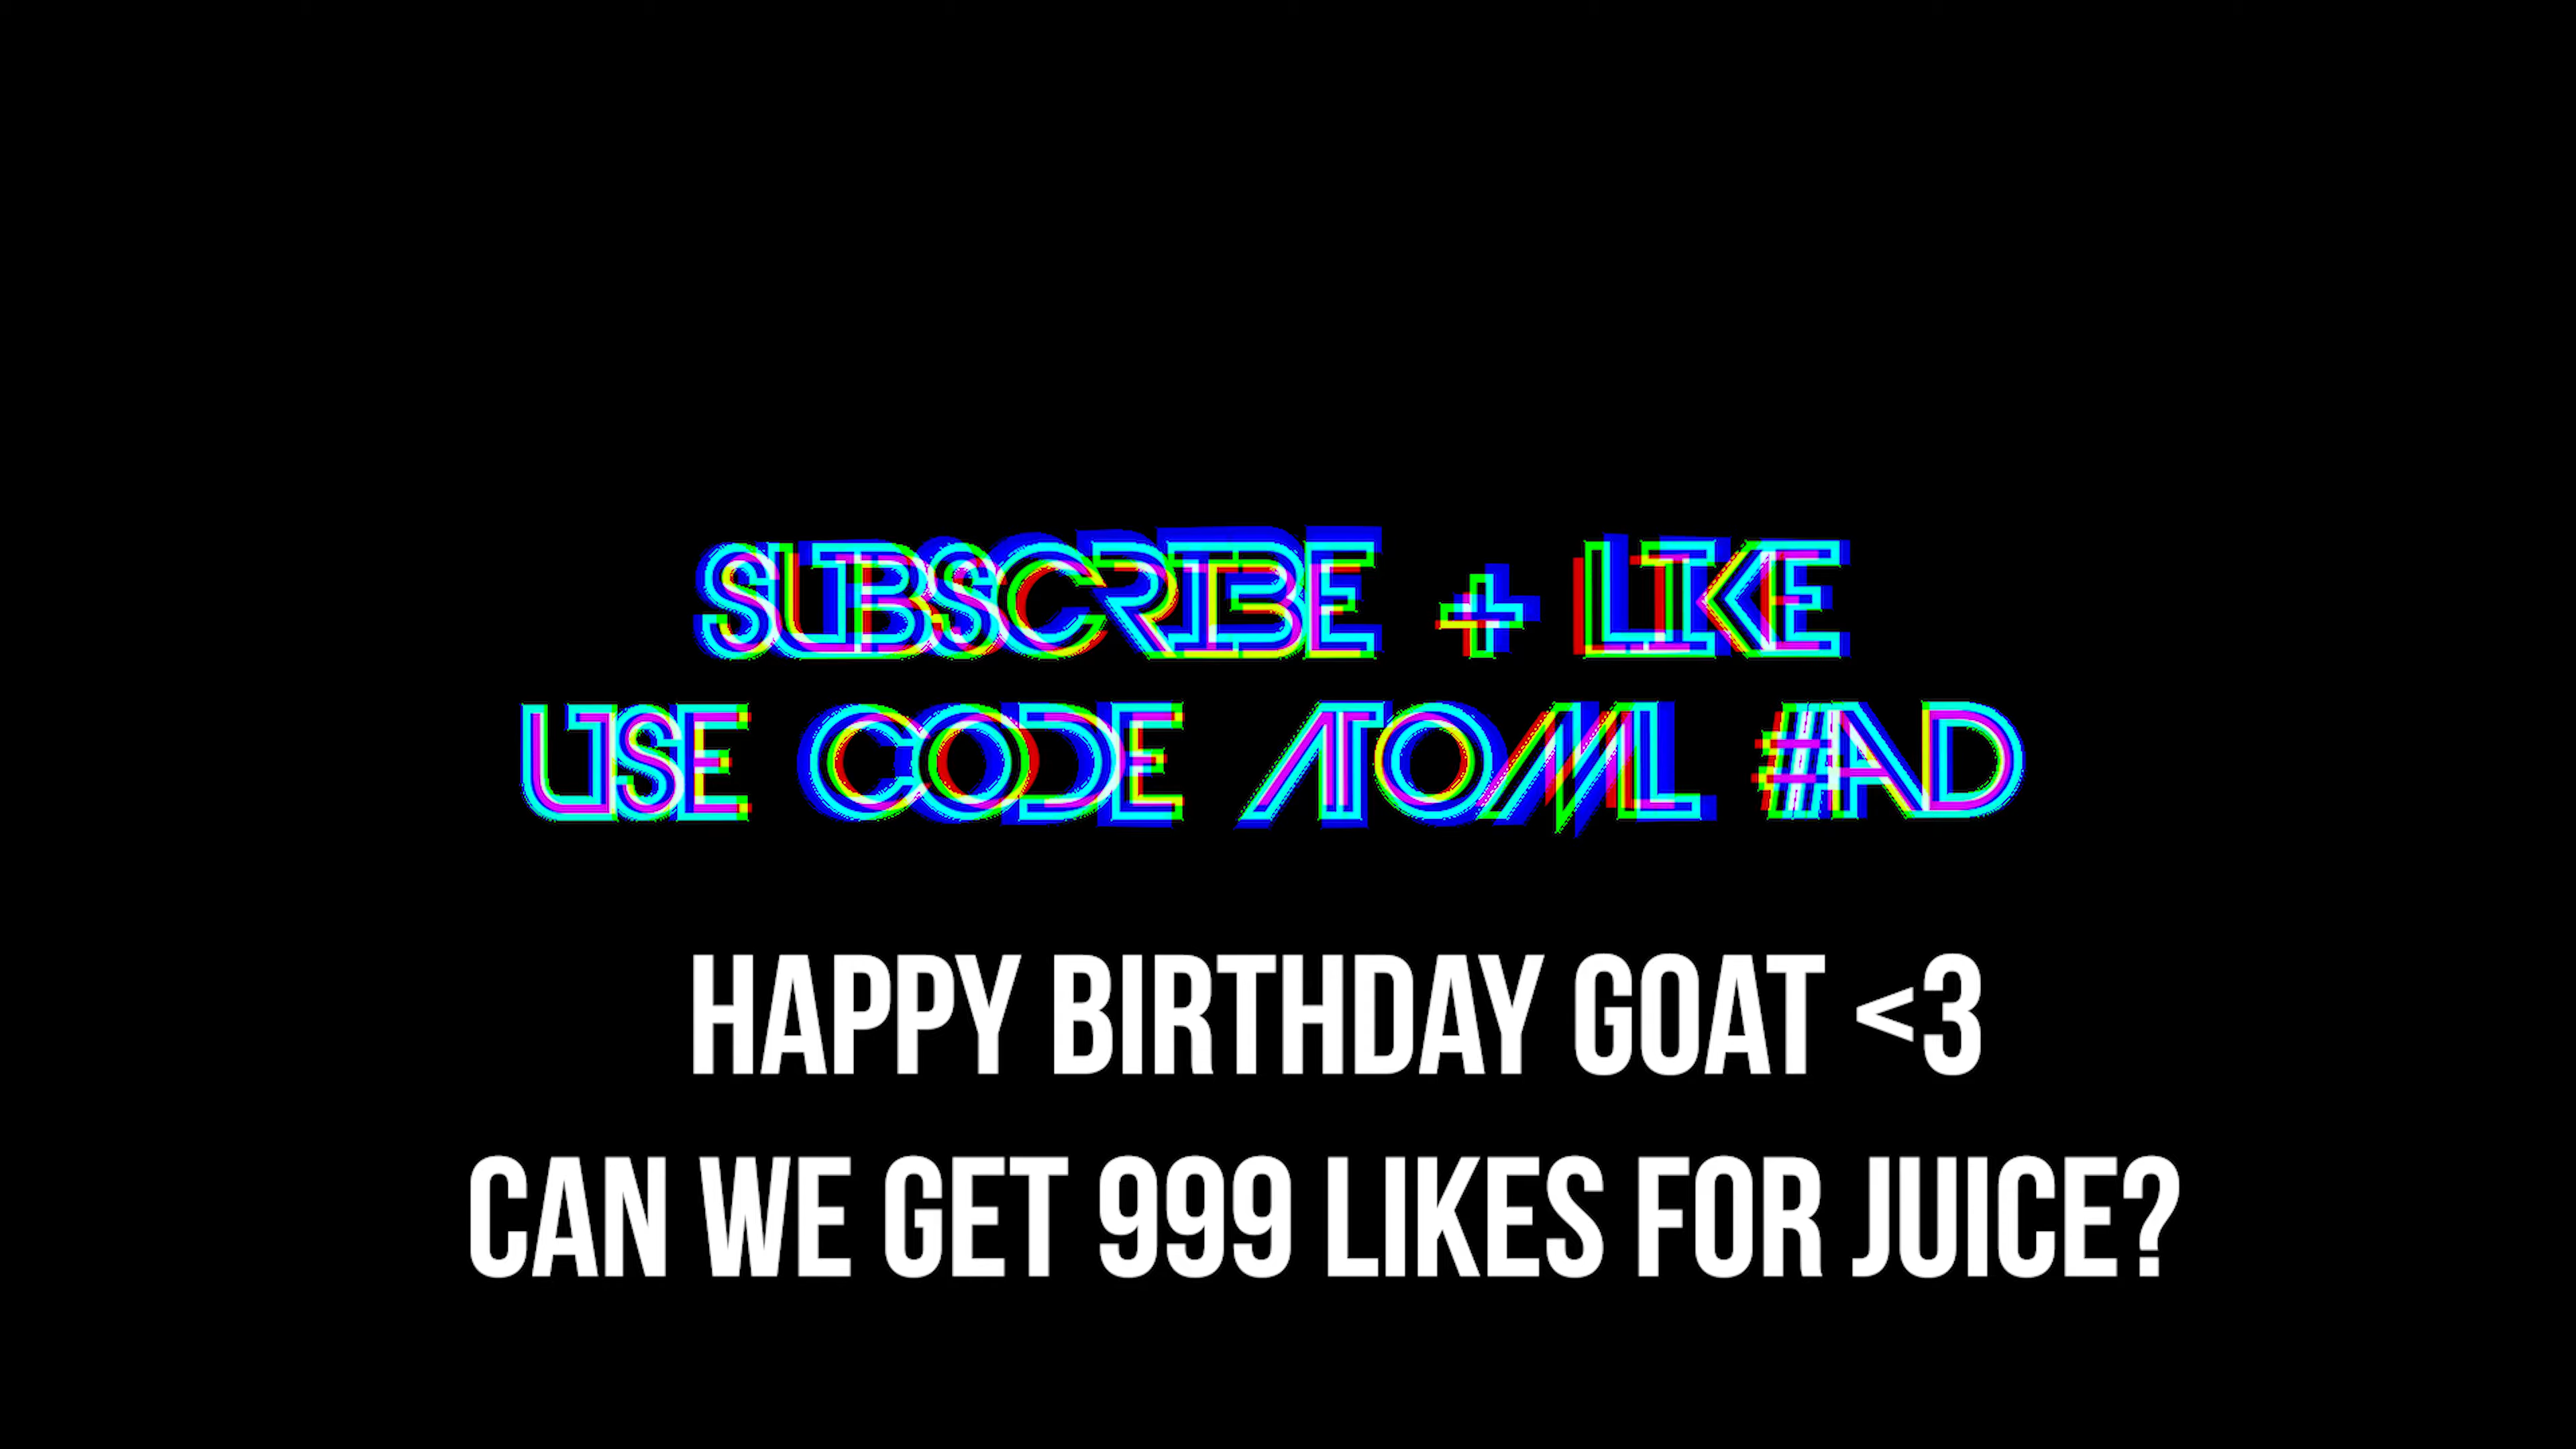 SUBSCRIBE + LIKE
USE CODE ATOML #AD
HAPPY BIRTHDAY GOAT <3
CAN WE GET 999 LIKES FOR JUICE?